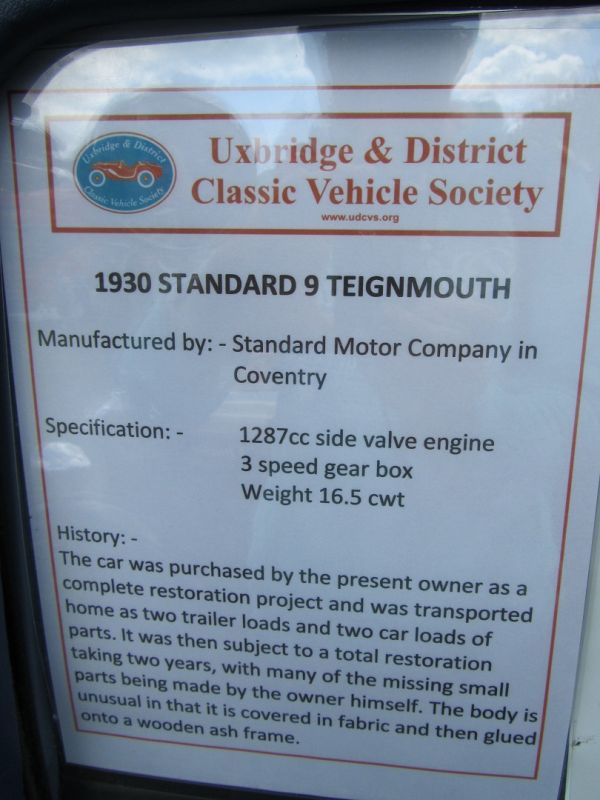 Uxbridge & District
Classic Vehicle Society
Uxbridge & District
Classic Vehicle Society
www.udcvs.org
1930 STANDARD 9 TEIGNMOUTH
Manufactured by: - Standard Motor Company in
Coventry
Specification: - 1287cc side valve engine
3 speed gear box
Weight 16.5 cwt
History: -
The car was purchased by the present owner as a
complete restoration project and was transported
home as two trailer loads and two car loads of
parts. It was then subject to a total restoration
taking two years, with many of the missing small
parts being made by the owner himself. The body is
unusual in that it is covered in fabric and then glued
onto a wooden ash frame.